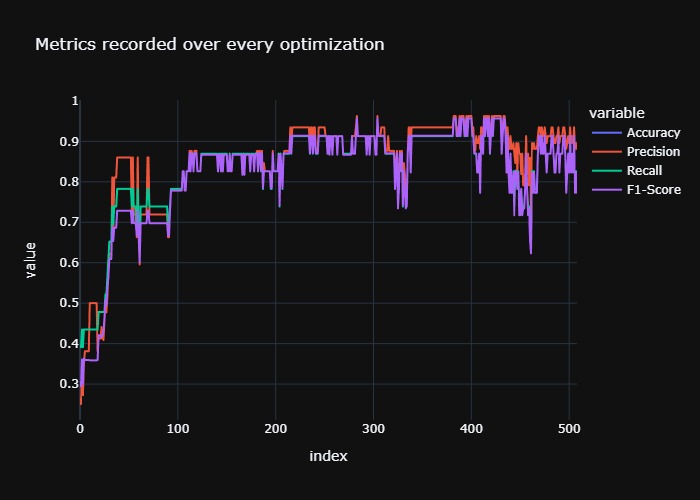 Metrics recorded over every optimization
variable
Accuracy
Precision
Recall
F1-Score
value
1
0.9
0.8
0.7
0.6
0.5
0.4
0.3
0
100
200
300
400
500
index